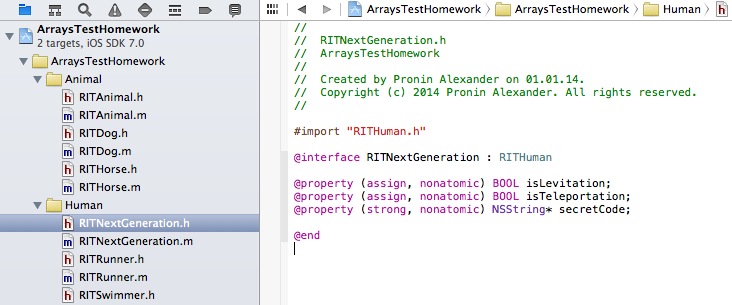 ArraysTestHomework
2 targets, iOS SDK 7.0
ArraysTestHomework
Animal
h RITAnimal.h
m RITAnimal.m
h RITDog.h
m RITDog.m
h RITHorse.h
m RITHorse.m
Human
h RITNextGeneration.h
m RITNextGeneration.m
h RITRunner.h
m RITRunner.m
h RITSwimmer.h
ArraysTestHomework ArraysTestHomework Human h
//
// RITNextGeneration.h
// ArraysTestHomework
//
// Created by Pronin Alexander on 01.01.14.
// Copyright (c) 2014 Pronin Alexander. All rights reserved.
//
#import "RITHuman.h"
@interface RITNextGeneration : RITHuman
@property (assign, nonatomic) BOOL isLevitation;
@property (assign, nonatomic) BOOL isTeleportation;
@property (strong, nonatomic) NSString* secretCode;
@end